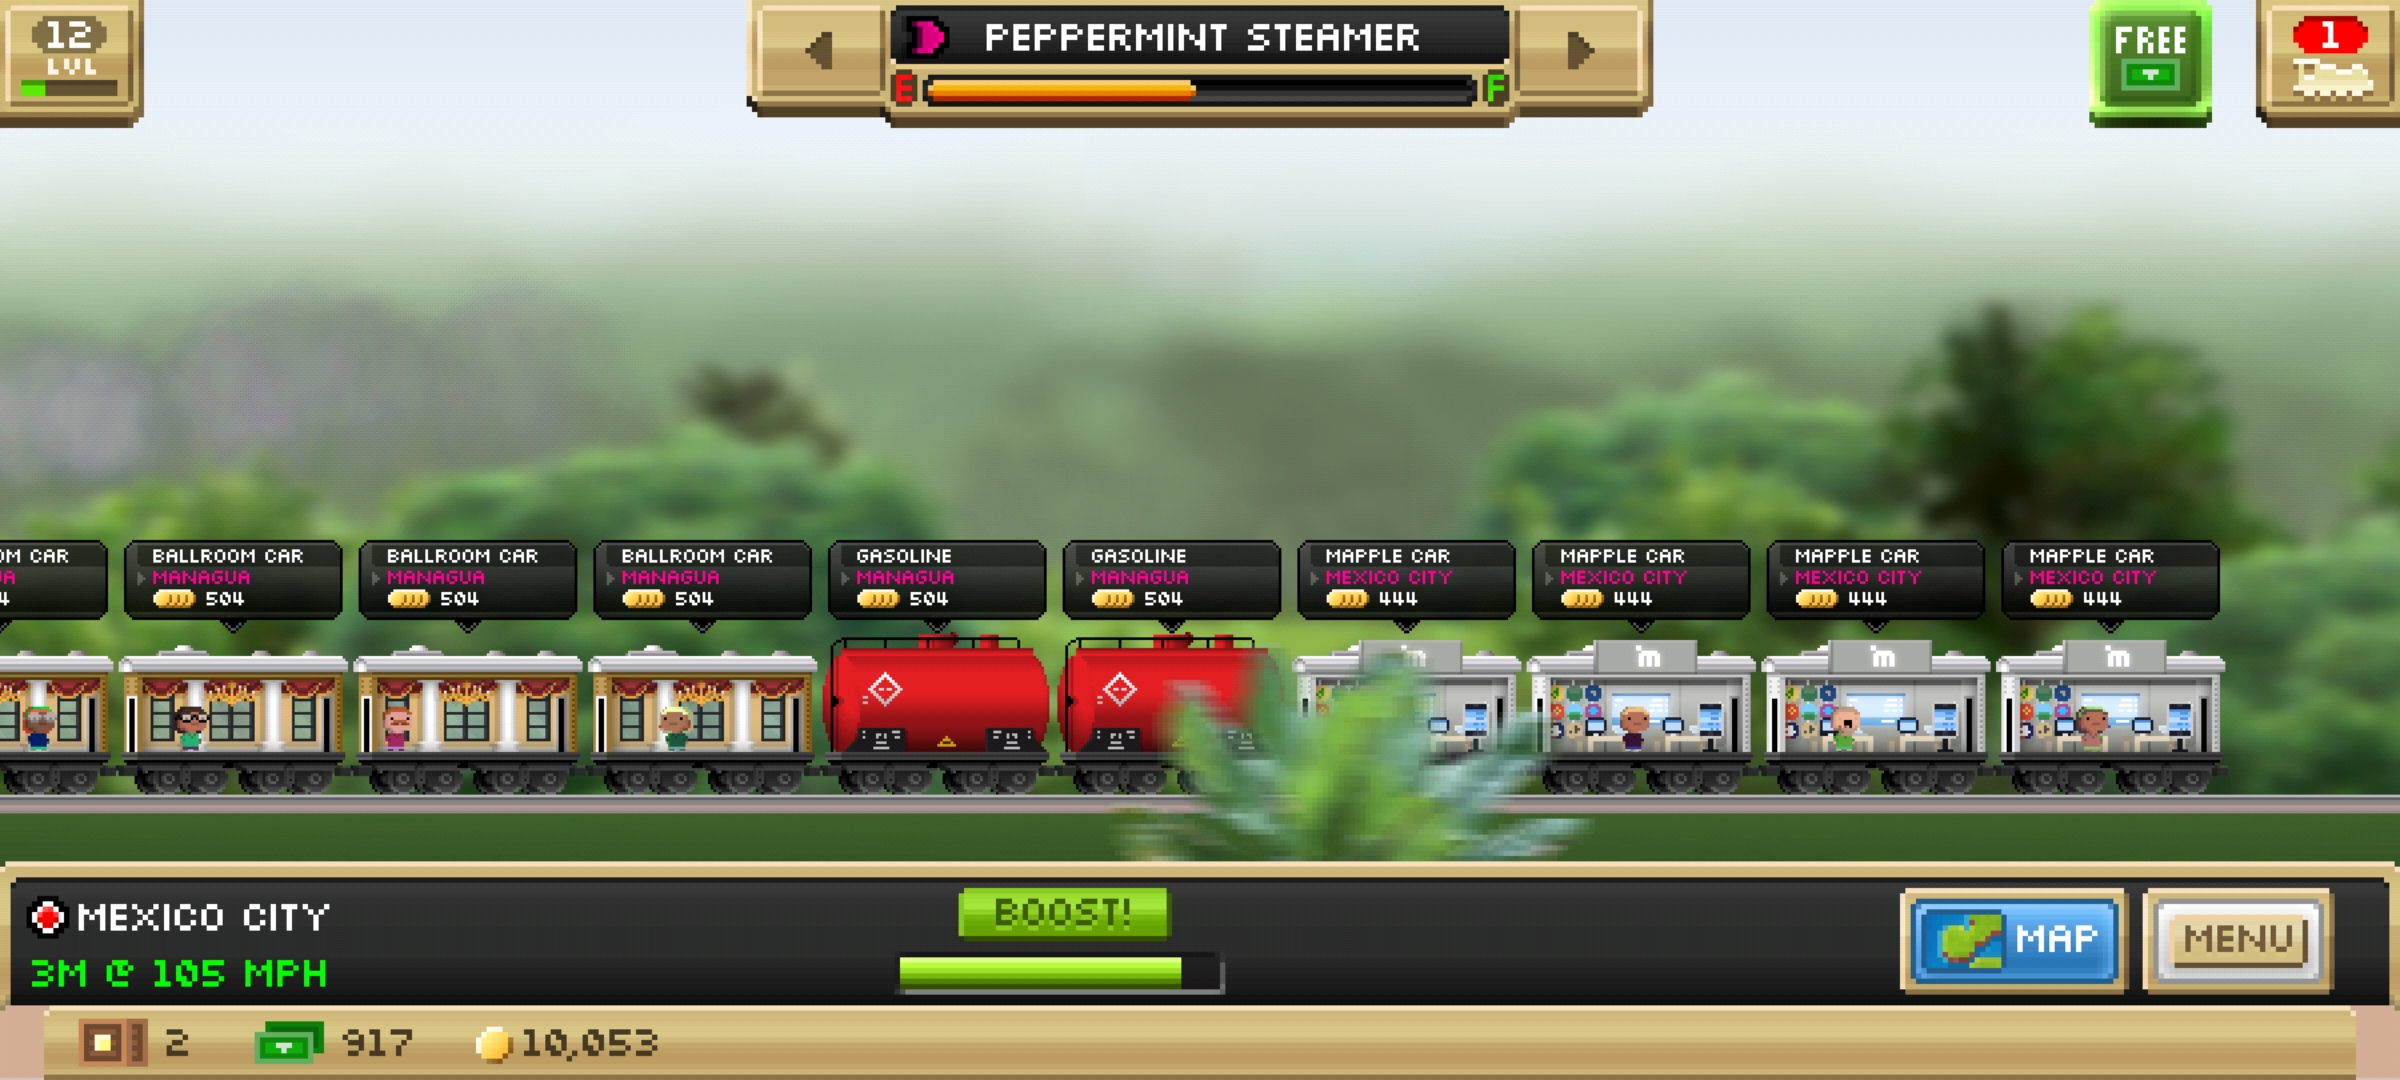 12
LVL
PEPPERMINT STEAMER
E
F
FREE
1
BALLROOM CAR
MANAGUA
504
BALLROOM CAR
MANAGUA
504
BALLROOM CAR
MANAGUA
504
GASOLINE
MANAGUA
504
GASOLINE
MANAGUA
504
MAPPLE CAR
MEXICO CITY
444
MAPPLE CAR
MEXICO CITY
444
MAPPLE CAR
MEXICO CITY
444
MAPPLE CAR
MEXICO CITY
444
CAR
m
m
m
MEXICO CITY
3M @ 105 MPH
BOOST!
MAP
MENU
2
917
10,053